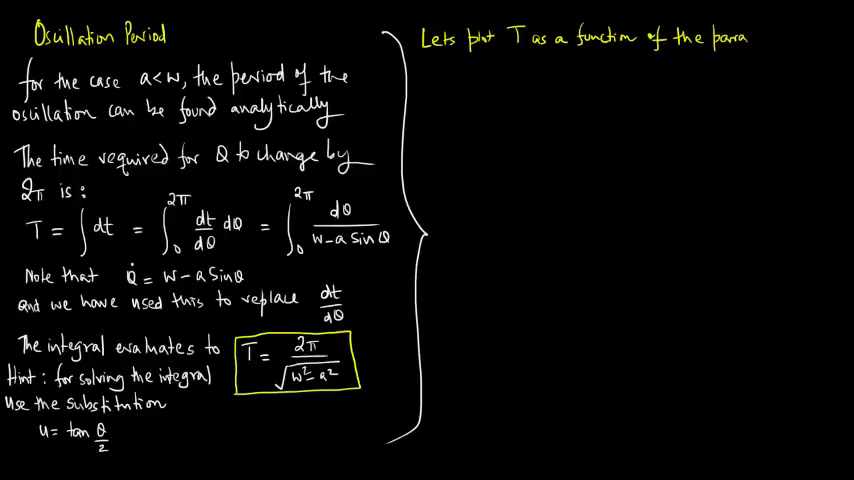 Oscillation Period
for the case a<w, the period of the
oscillation can be found analytically
The time required for θ to change by
2π is :
T = ∫ dt = ∫₀^2π dt/dθ dθ = ∫₀^2π dθ/(w-a Sinθ)
Note that θ̇ = w - a Sinθ
and we have used this to replace dt/dθ
The integral evaluates to T = 2π/√(w²-a²)
Hint : for solving the integral
Use the substitution
u = tan θ/2
Lets plot T as a function of the parra